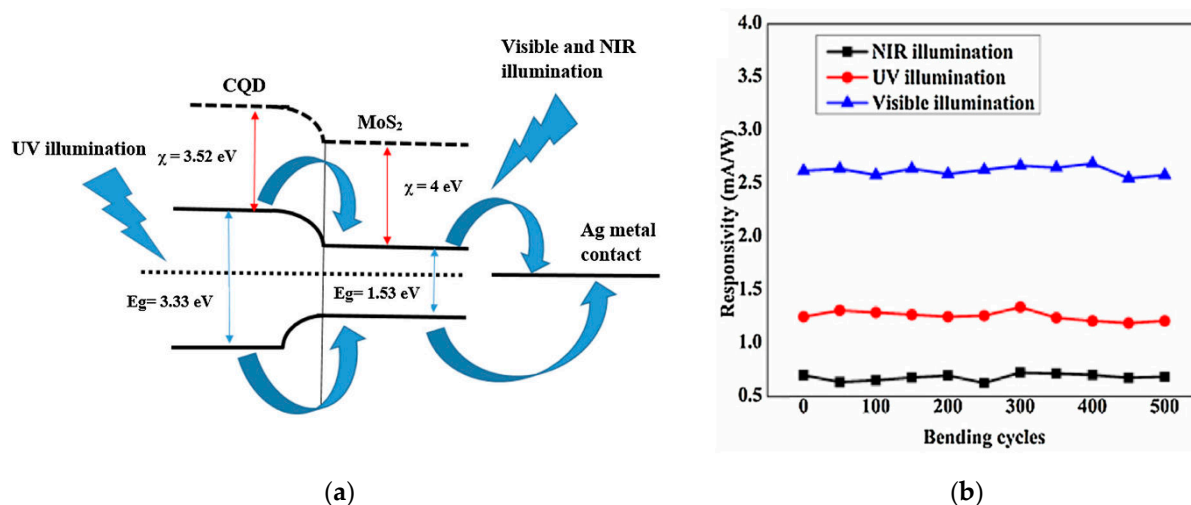 Visible and NIR
illumination
CQD
MoS₂
UV illumination
χ = 3.52 eV
χ = 4 eV
Ag metal
contact
Eg= 3.33 eV
Eg= 1.53 eV
(a)
4.0
3.5
3.0
2.5
2.0
1.5
1.0
0.5
Responsivity (mA/W)
NIR illumination
UV illumination
Visible illumination
0 100 200 300 400 500
Bending cycles
(b)